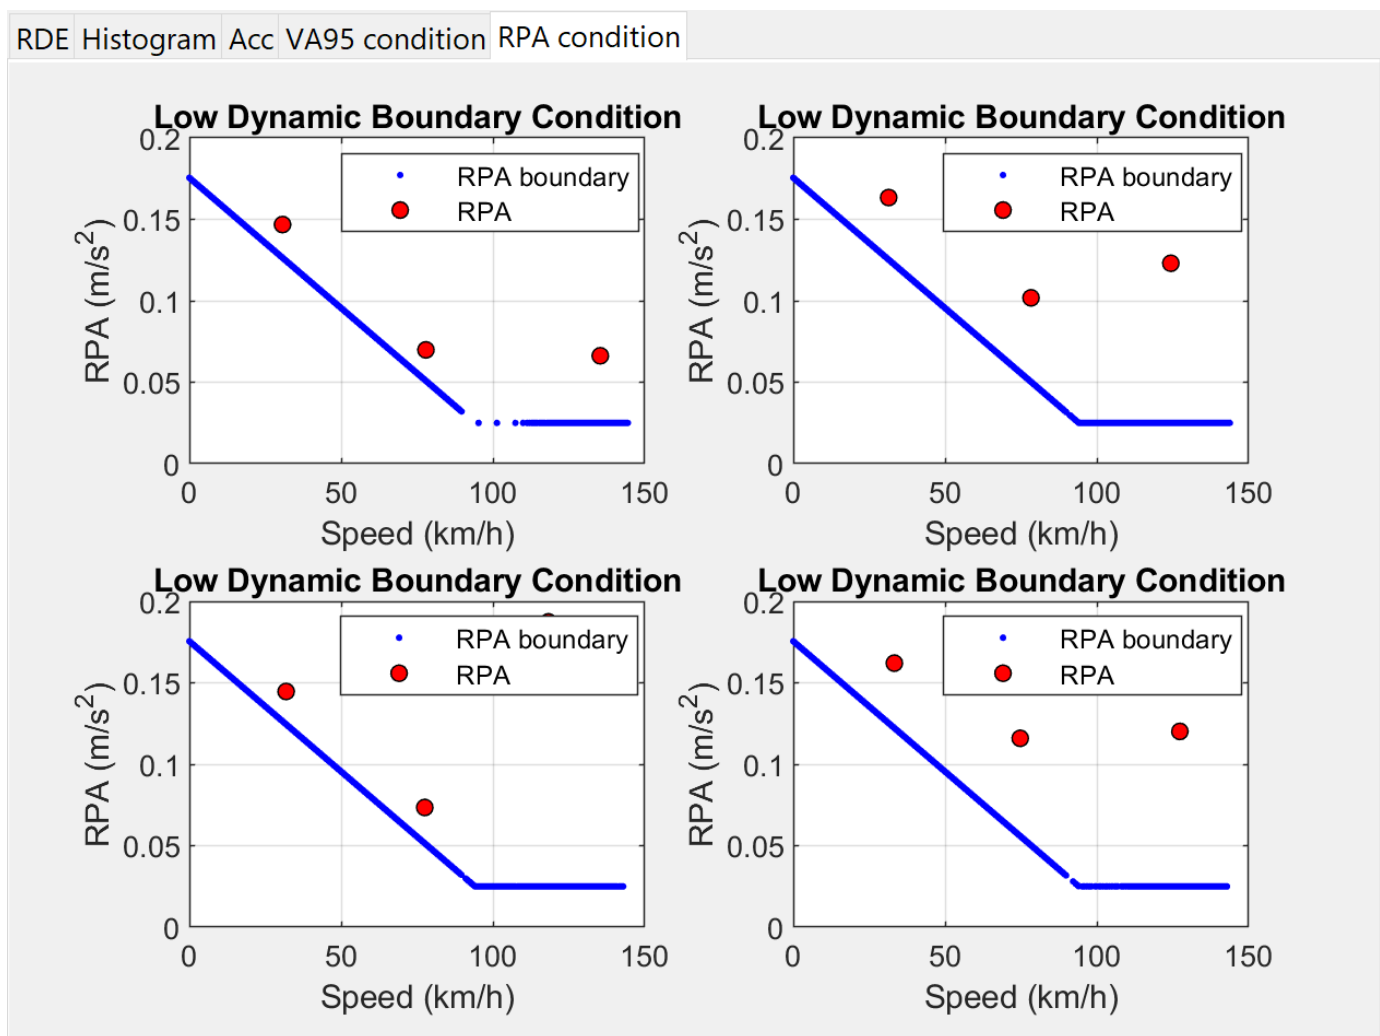 RDE Histogram Acc VA95 condition RPA condition
Low Dynamic Boundary Condition
0.2
0.15
0.1
0.05
0
RPA (m/s²)
RPA boundary
RPA
0 50 100 150
Speed (km/h)
Low Dynamic Boundary Condition
0.2
0.15
0.1
0.05
0
RPA (m/s²)
RPA boundary
RPA
0 50 100 150
Speed (km/h)
Low Dynamic Boundary Condition
0.2
0.15
0.1
0.05
0
RPA (m/s²)
RPA boundary
RPA
0 50 100 150
Speed (km/h)
Low Dynamic Boundary Condition
0.2
0.15
0.1
0.05
0
RPA (m/s²)
RPA boundary
RPA
0 50 100 150
Speed (km/h)